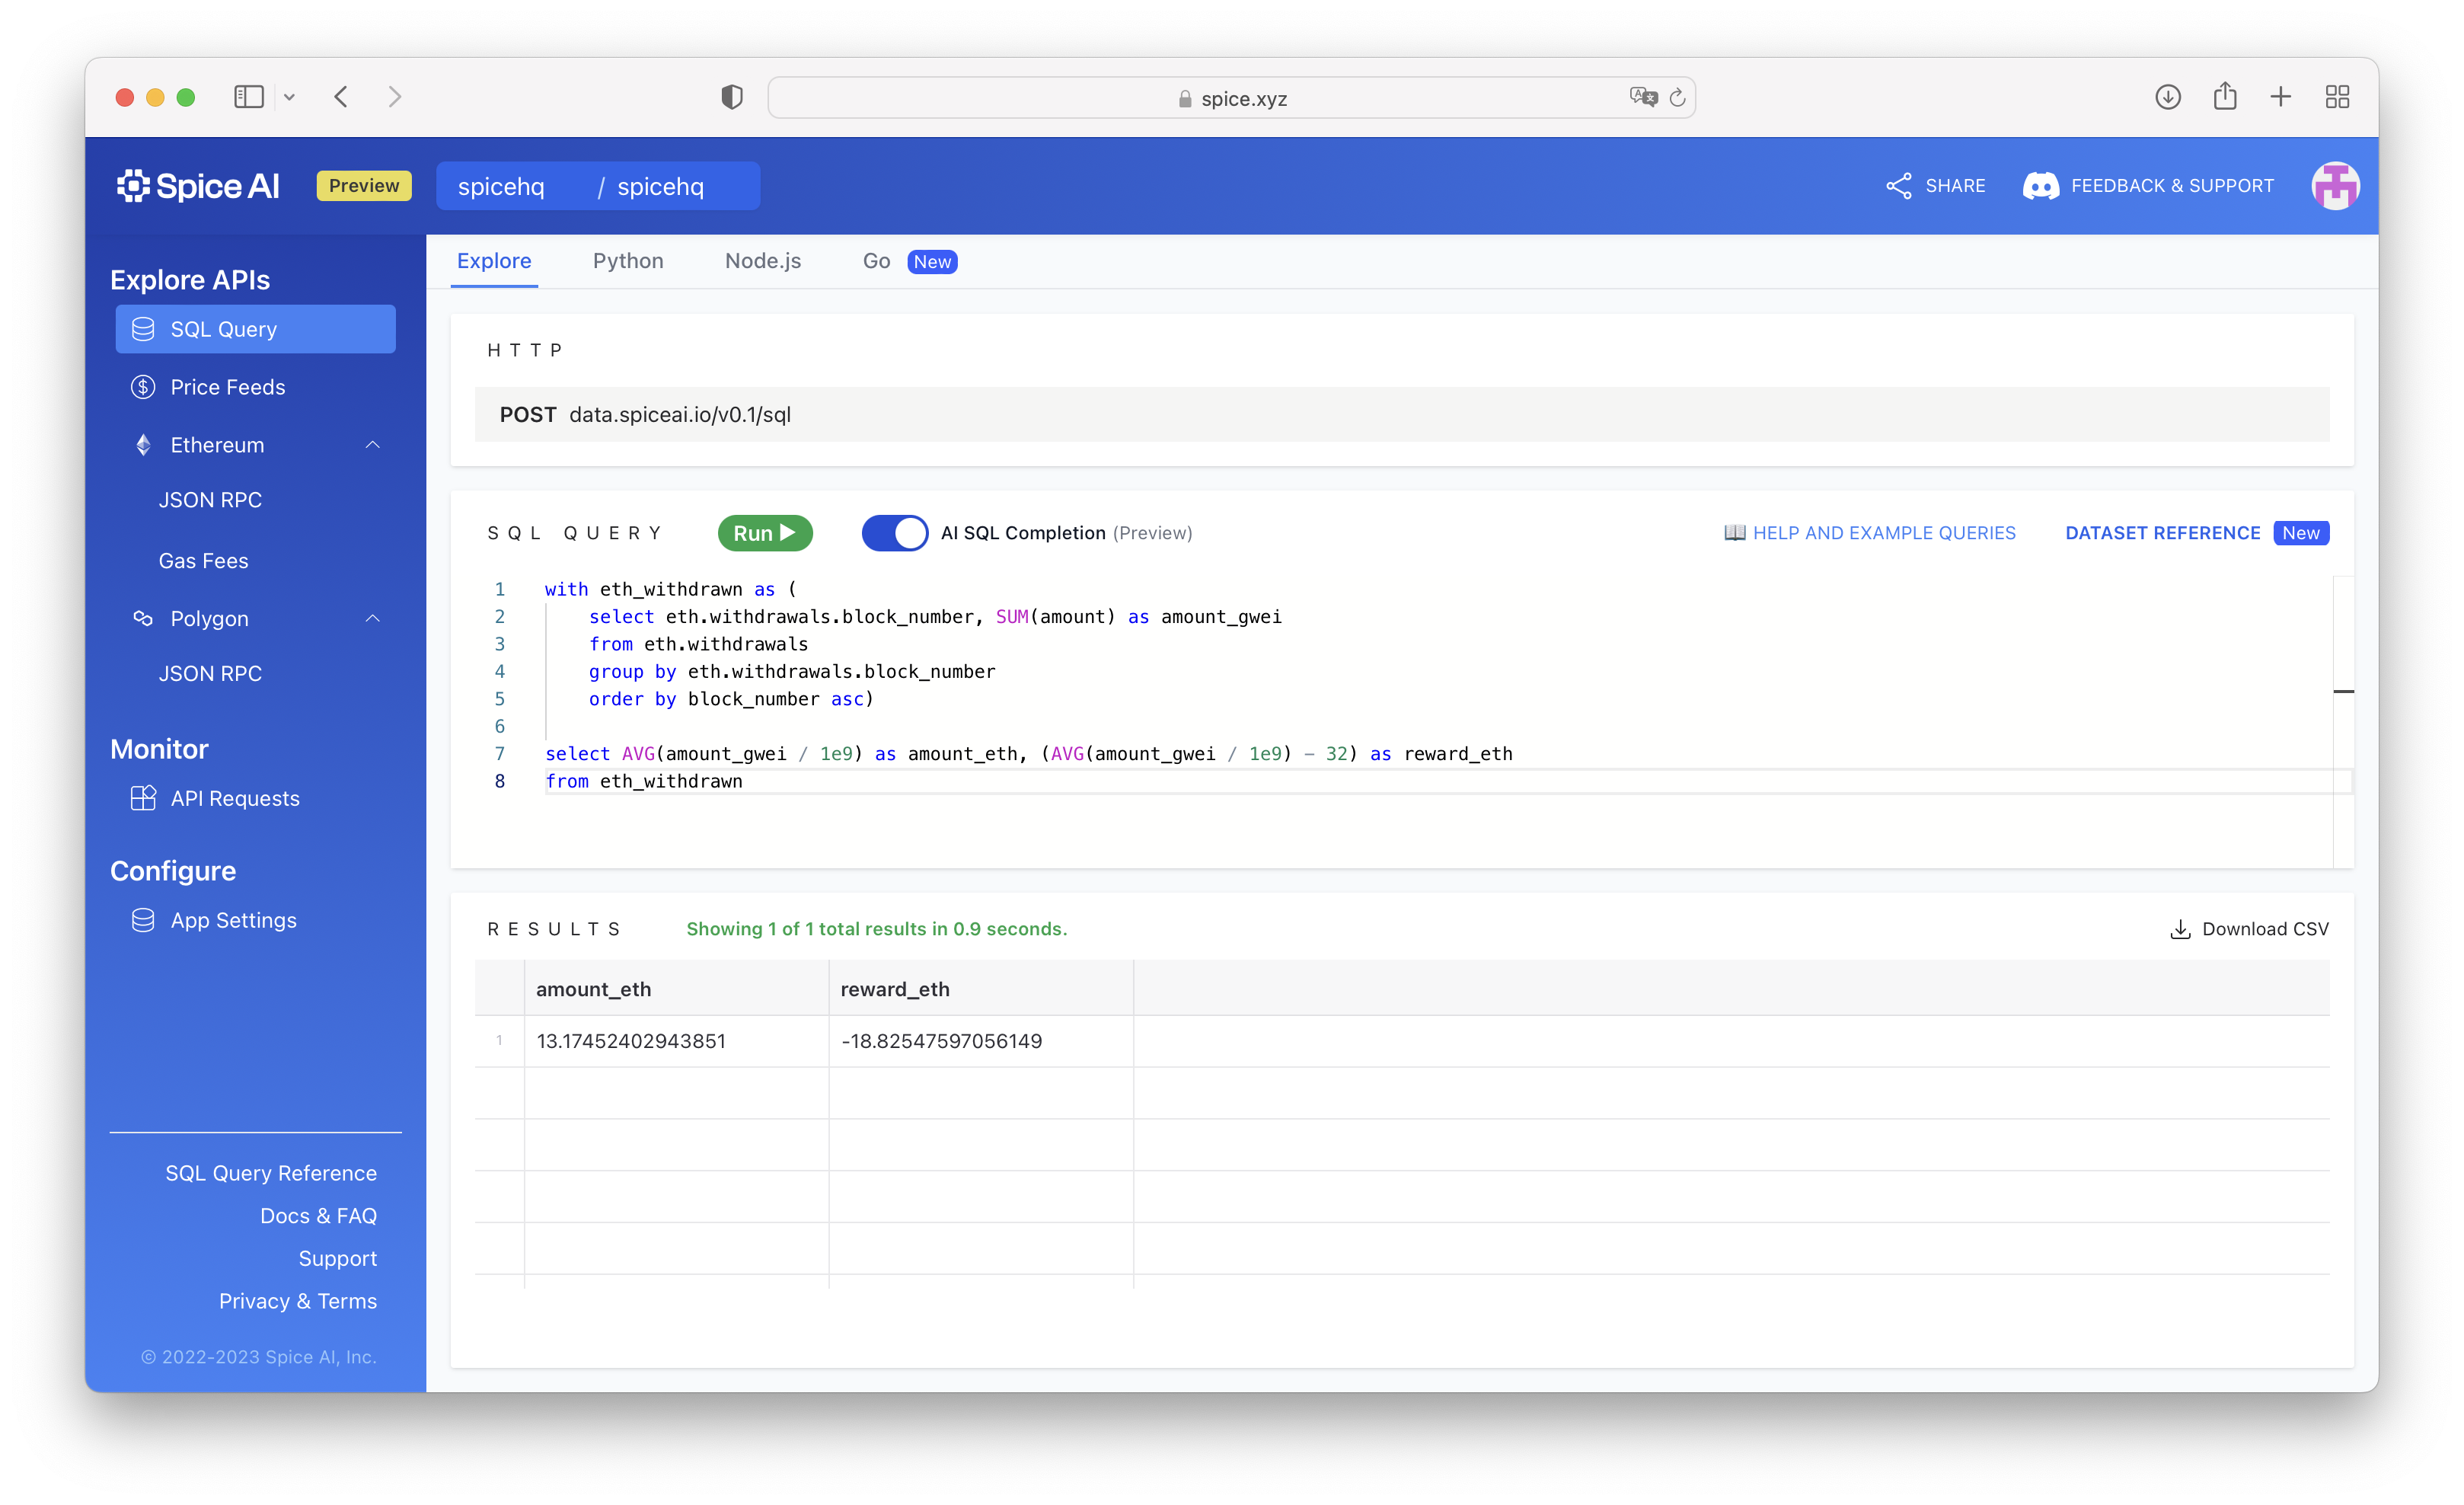 spice.xyz
Spice AI
Preview
spicehq / spicehq
SHARE
FEEDBACK & SUPPORT
Explore APIs
SQL Query
Price Feeds
Ethereum
JSON RPC
Gas Fees
Polygon
JSON RPC
Monitor
API Requests
Configure
App Settings
SQL Query Reference
Docs & FAQ
Support
Privacy & Terms
© 2022-2023 Spice AI, Inc.
Explore Python Node.js Go New
HTTP
POST data.spiceai.io/v0.1/sql
SQL QUERY Run AI SQL Completion (Preview) HELP AND EXAMPLE QUERIES DATASET REFERENCE New
1 with eth_withdrawn as (
2 select eth.withdrawals.block_number, SUM(amount) as amount_gwei
3 from eth.withdrawals
4 group by eth.withdrawals.block_number
5 order by block_number asc)
6
7 select AVG(amount_gwei / 1e9) as amount_eth, (AVG(amount_gwei / 1e9) - 32) as reward_eth
8 from eth_withdrawn
RESULTS Showing 1 of 1 total results in 0.9 seconds. Download CSV
amount_eth reward_eth
1 13.17452402943851 -18.82547597056149